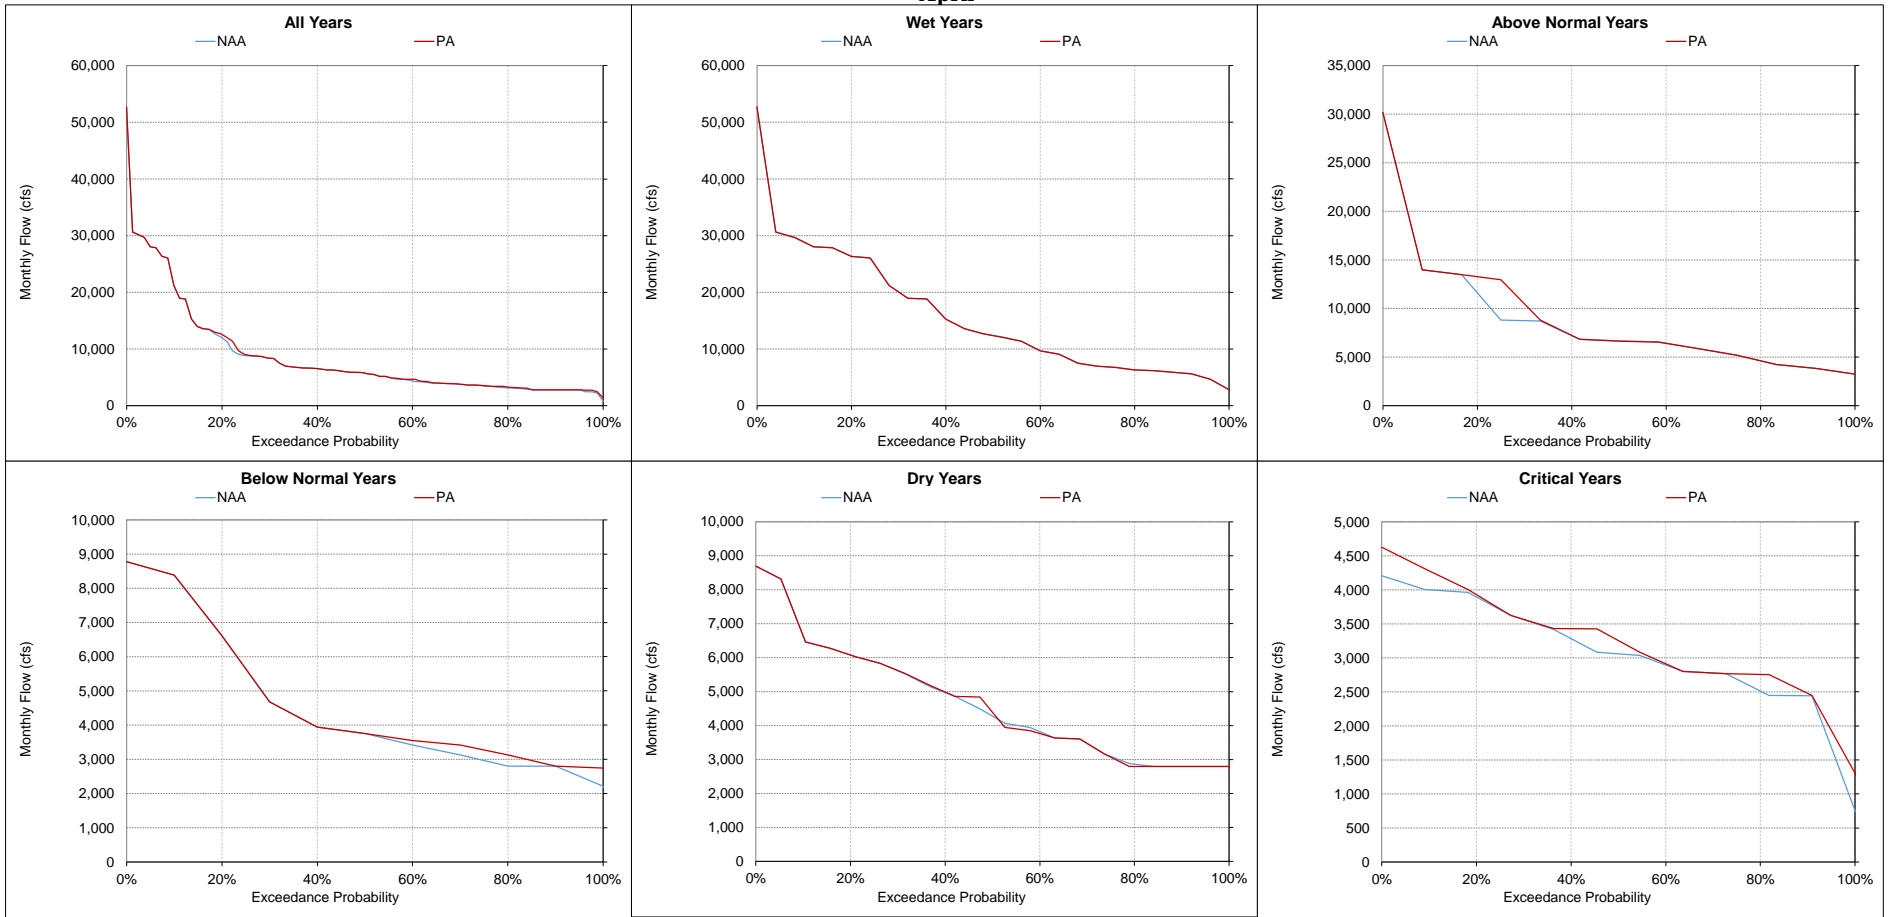 All Years
NAA PA
60,000
50,000
40,000
30,000
20,000
10,000
0
Monthly Flow (cfs)
0% 20% 40% 60% 80% 100%
Exceedance Probability
Wet Years
NAA PA
60,000
50,000
40,000
30,000
20,000
10,000
0
Monthly Flow (cfs)
0% 20% 40% 60% 80% 100%
Exceedance Probability
Above Normal Years
NAA PA
35,000
30,000
25,000
20,000
15,000
10,000
5,000
0
Monthly Flow (cfs)
0% 20% 40% 60% 80% 100%
Exceedance Probability
Below Normal Years
NAA PA
10,000
9,000
8,000
7,000
6,000
5,000
4,000
3,000
2,000
1,000
0
Monthly Flow (cfs)
0% 20% 40% 60% 80% 100%
Exceedance Probability
Dry Years
NAA PA
10,000
9,000
8,000
7,000
6,000
5,000
4,000
3,000
2,000
1,000
0
Monthly Flow (cfs)
0% 20% 40% 60% 80% 100%
Exceedance Probability
Critical Years
NAA PA
5,000
4,500
4,000
3,500
3,000
2,500
2,000
1,500
1,000
500
0
Monthly Flow (cfs)
0% 20% 40% 60% 80% 100%
Exceedance Probability